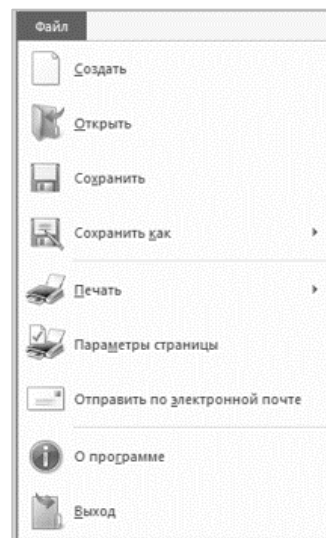 Файл
Создать
Открыть
Сохранить
Сохранить как
Печать
Параметры страницы
Отправить по электронной почте
О программе
Выход